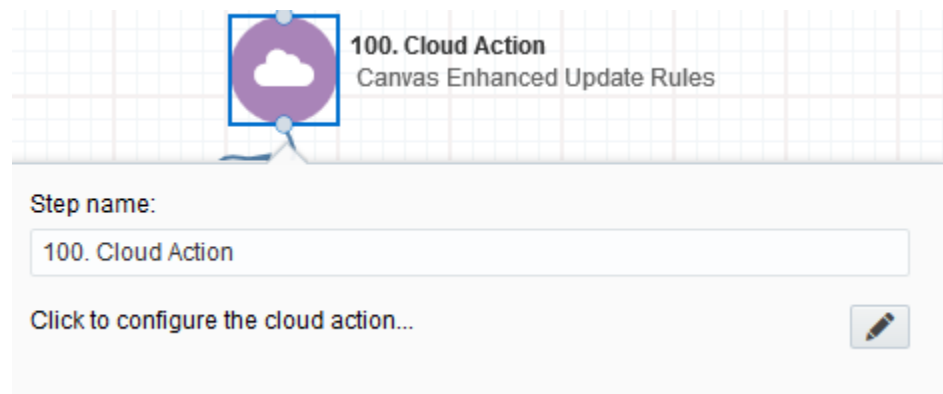 100. Cloud Action
Canvas Enhanced Update Rules
Step name:
100. Cloud Action
Click to configure the cloud action...